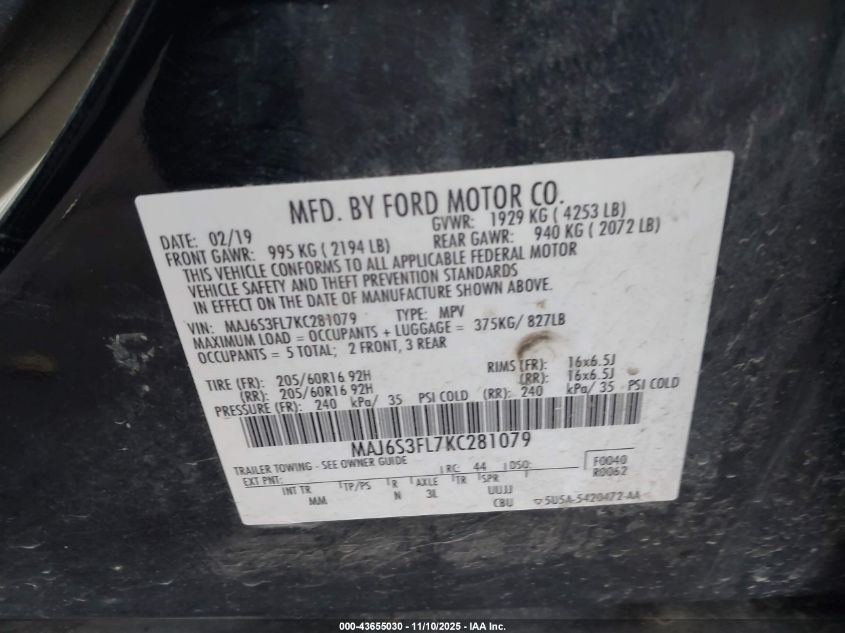 MFD. BY FORD MOTOR CO.
DATE: 02/19 GVWR: 1929 KG ( 4253 LB)
FRONT GAWR: 995 KG ( 2194 LB) REAR GAWR: 940 KG ( 2072 LB)
THIS VEHICLE CONFORMS TO ALL APPLICABLE FEDERAL MOTOR
VEHICLE SAFETY AND THEFT PREVENTION STANDARDS
IN EFFECT ON THE DATE OF MANUFACTURE SHOWN ABOVE.
VIN: MAJ6S3FL7KC281079 TYPE: MPV
MAXIMUM LOAD = OCCUPANTS + LUGGAGE = 375KG/ 827LB
OCCUPANTS = 5 TOTAL; 2 FRONT, 3 REAR
TIRE (FR): 205/60R16 92H RIMS (FR): 16x6.5J
(RR): 205/60R16 92H (RR): 16x6.5J
PRESSURE (FR): 240 kPa/ 35 PSI COLD (RR): 240 kPa/ 35 PSI COLD
MAJ6S3FL7KC281079
TRAILER TOWING - SEE OWNER GUIDE RC: 44 DSO: F0040
EXT PNT: R0062
INT TR TP/PS R AXLE TR SPR UUJJ
MM N 3L CBU 5U5A-5420472-AA
000-43655030 - 11/10/2025 - IAA Inc.